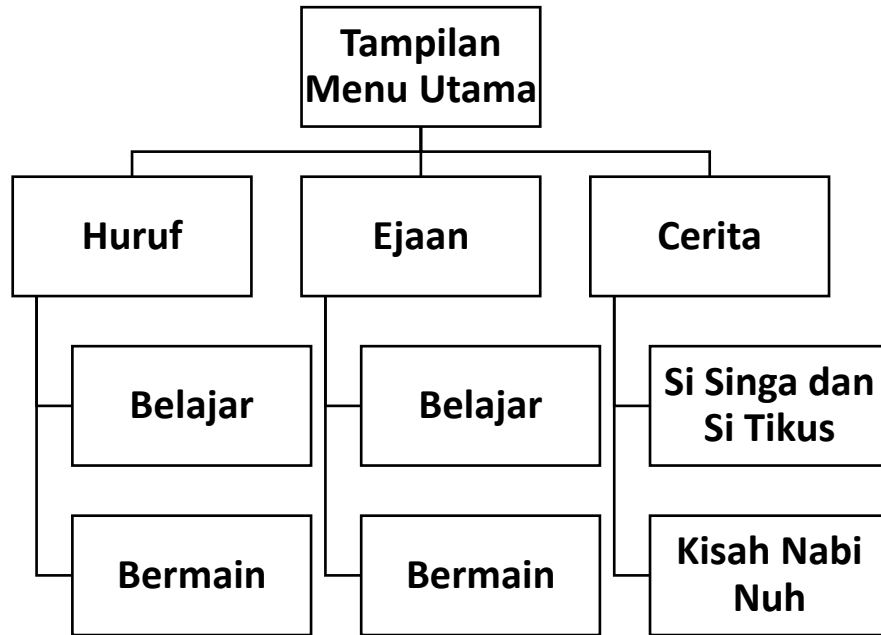 Tampilan
Menu Utama
Huruf
Ejaan
Cerita
Belajar
Belajar
Si Singa dan
Si Tikus
Bermain
Bermain
Kisah Nabi
Nuh